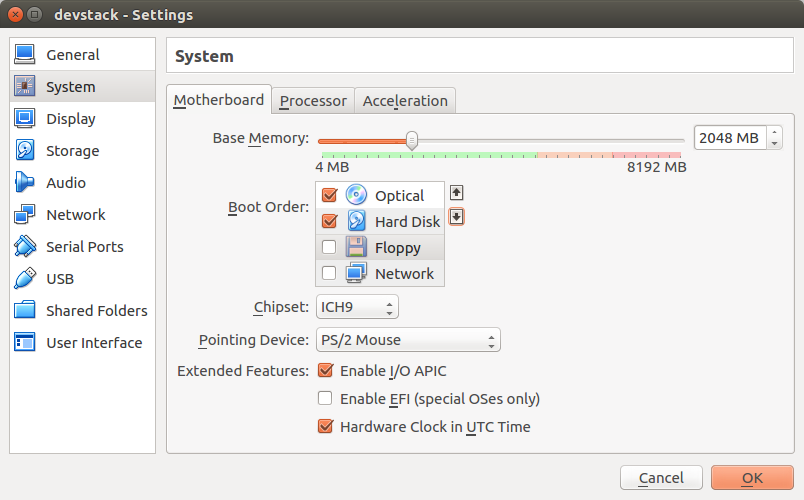 devstack - Settings
General
System
Display
Storage
Audio
Network
Serial Ports
USB
Shared Folders
User Interface
System
Motherboard Processor Acceleration
Base Memory: 2048 MB
4 MB 8192 MB
Boot Order:
Optical
Hard Disk
Floppy
Network
Chipset: ICH9
Pointing Device: PS/2 Mouse
Extended Features: Enable I/O APIC
Enable EFI (special OSes only)
Hardware Clock in UTC Time
Cancel OK